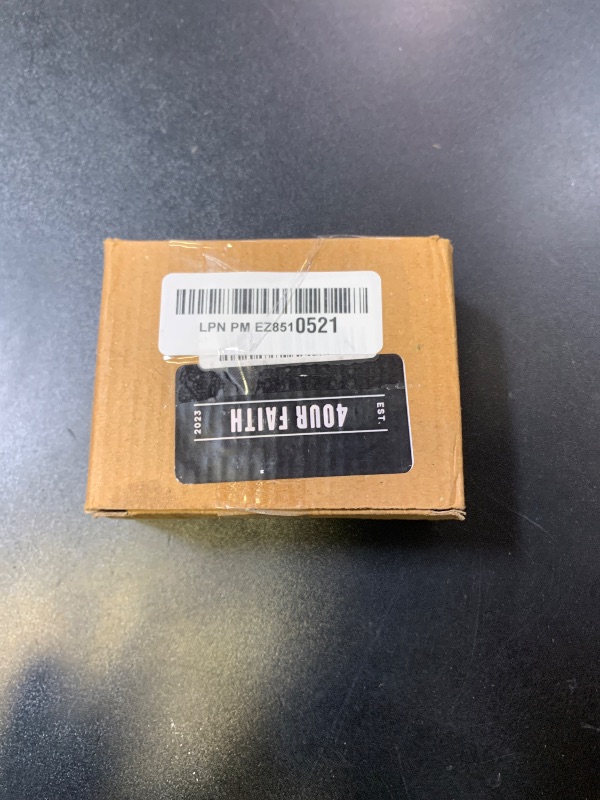 LPN PM EZ8510521
EST.
4OUR FAITH
2023